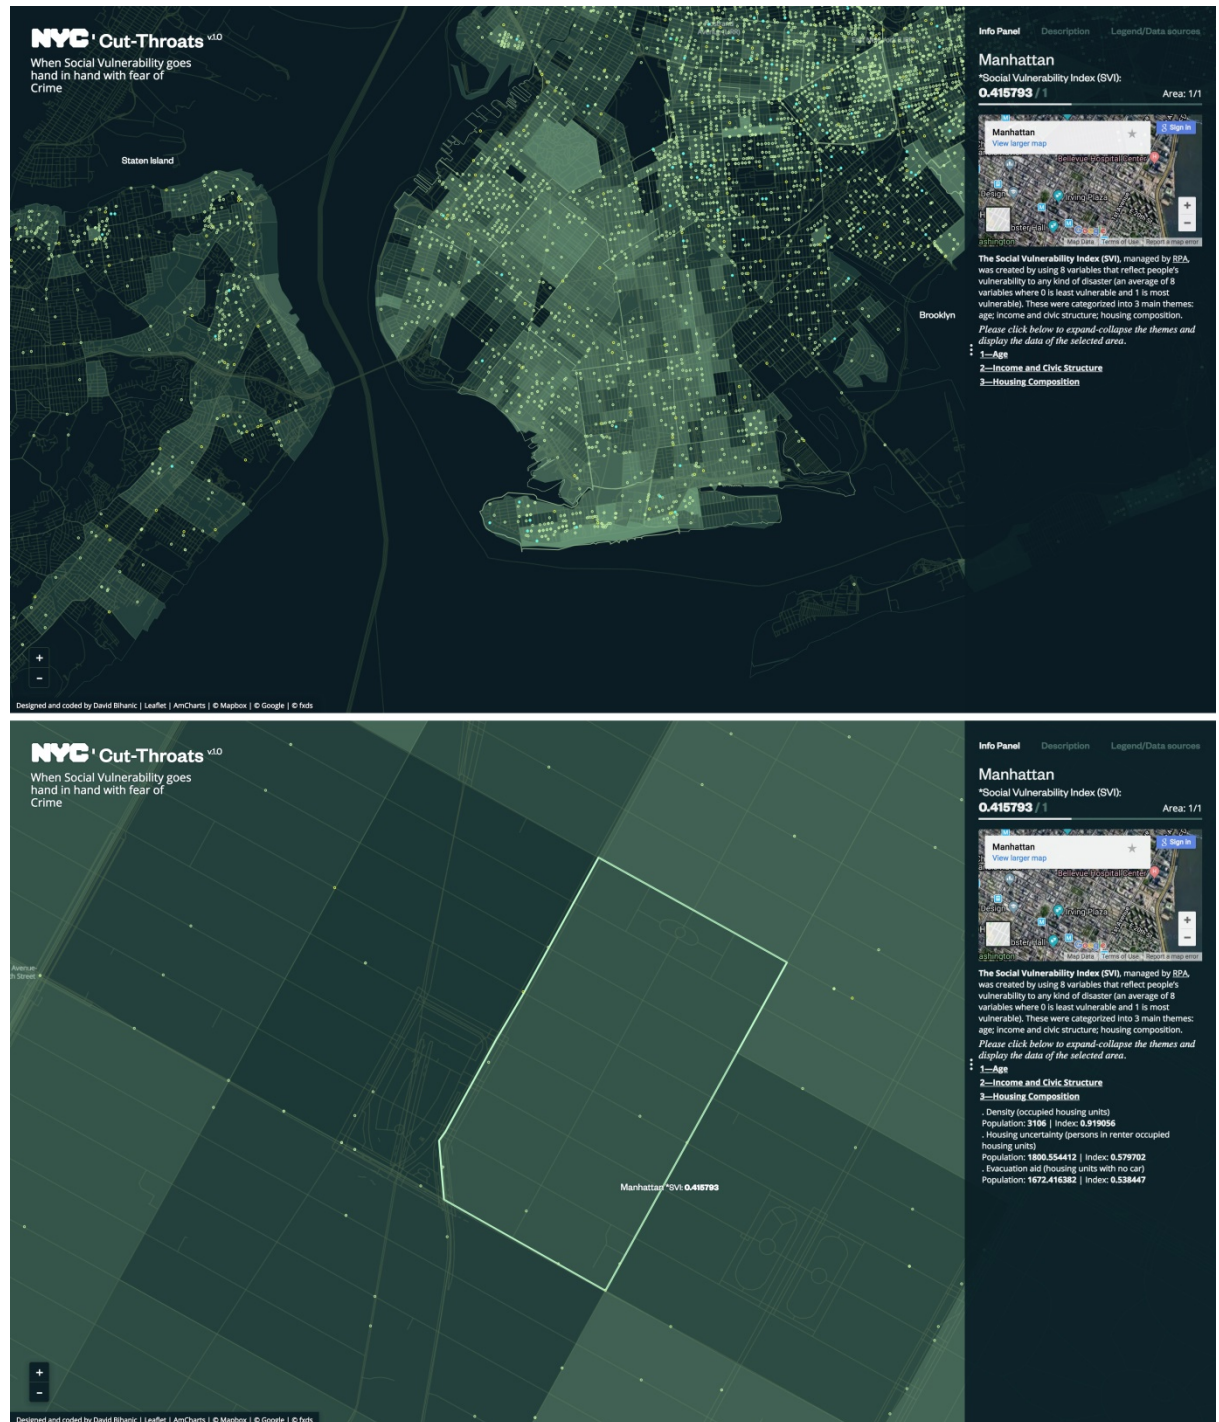 NYC ' Cut-Throats v.1.0
When Social Vulnerability goes
hand in hand with fear of
Crime
Staten Island
Brooklyn
+
−
Designed and coded by David Bihanic | Leaflet | AmCharts | © Mapbox | © Google | © fxds
Info Panel Description Legend/Data sources
Manhattan
*Social Vulnerability Index (SVI):
0.415793 / 1 Area: 1/1
Manhattan
View larger map
Sign in
Bellevue Hospital Center
Irving Plaza
Design
bster Hall
+
−
ashington
Map Data Terms of Use Report a map error
The Social Vulnerability Index (SVI), managed by RPA,
was created by using 8 variables that reflect people's
vulnerability to any kind of disaster (an average of 8
variables where 0 is least vulnerable and 1 is most
vulnerable). These were categorized into 3 main themes:
age; income and civic structure; housing composition.
Please click below to expand-collapse the themes and
display the data of the selected area.
1—Age
2—Income and Civic Structure
3—Housing Composition
NYC ' Cut-Throats v.1.0
When Social Vulnerability goes
hand in hand with fear of
Crime
Avenue
h Street
Manhattan *SVI: 0.415793
+
−
Designed and coded by David Bihanic | Leaflet | AmCharts | © Mapbox | © Google | © fxds
Info Panel Description Legend/Data sources
Manhattan
*Social Vulnerability Index (SVI):
0.415793 / 1 Area: 1/1
Manhattan
View larger map
Sign in
Bellevue Hospital Center
Irving Plaza
Design
bster Hall
+
−
ashington
Map Data Terms of Use Report a map error
The Social Vulnerability Index (SVI), managed by RPA,
was created by using 8 variables that reflect people's
vulnerability to any kind of disaster (an average of 8
variables where 0 is least vulnerable and 1 is most
vulnerable). These were categorized into 3 main themes:
age; income and civic structure; housing composition.
Please click below to expand-collapse the themes and
display the data of the selected area.
1—Age
2—Income and Civic Structure
3—Housing Composition
. Density (occupied housing units)
Population: 3106 | Index: 0.919056
. Housing uncertainty (persons in renter occupied
housing units)
Population: 1800.554412 | Index: 0.579702
. Evacuation aid (housing units with no car)
Population: 1672.416382 | Index: 0.538447